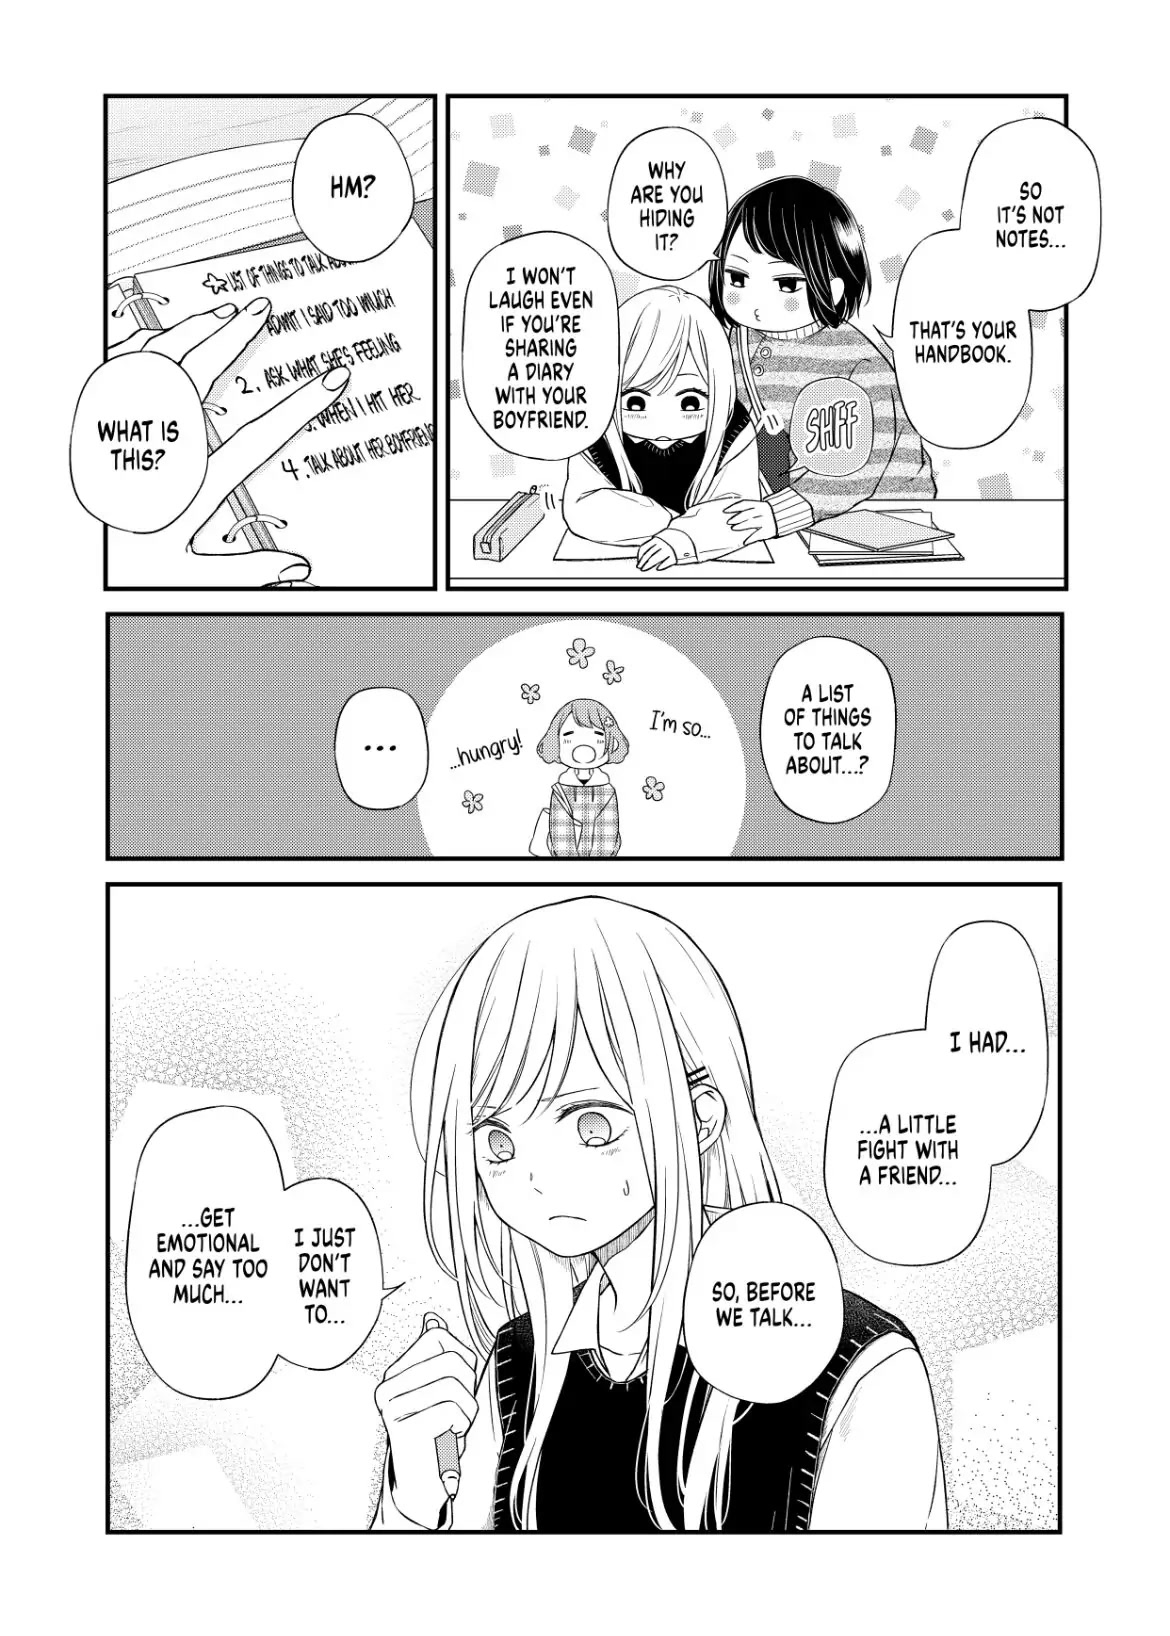 SO
IT'S NOT
NOTES...
THAT'S YOUR
HANDBOOK.
WHY
ARE YOU
HIDING
IT?
I WON'T
LAUGH EVEN
IF YOU'RE
SHARING
A DIARY
WITH YOUR
BOYFRIEND.
SHFF
HM?
LIST OF THINGS TO TALK ABOUT
ADMIT I SAID TOO MUCH
2. ASK WHAT SHE'S FEELING
3. WHEN I HIT HER
4. TALK ABOUT HER BOYFRIEND
WHAT IS
THIS?
A LIST
OF THINGS
TO TALK
ABOUT...?
I'm so...
...hungry!
...
I HAD...
...A LITTLE
FIGHT WITH
A FRIEND...
SO, BEFORE
WE TALK...
I JUST
DON'T
WANT
TO...
...GET
EMOTIONAL
AND SAY TOO
MUCH...